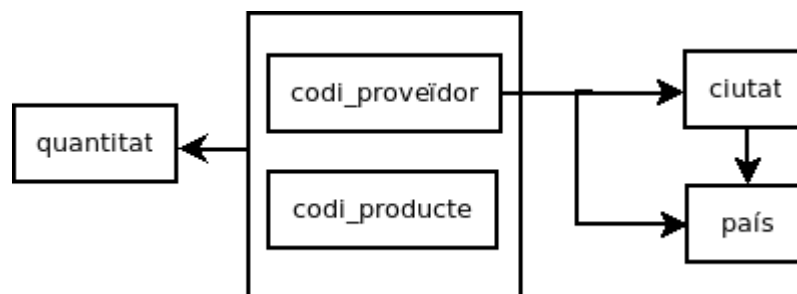 quantitat
codi_proveïdor
codi_producte
ciutat
país